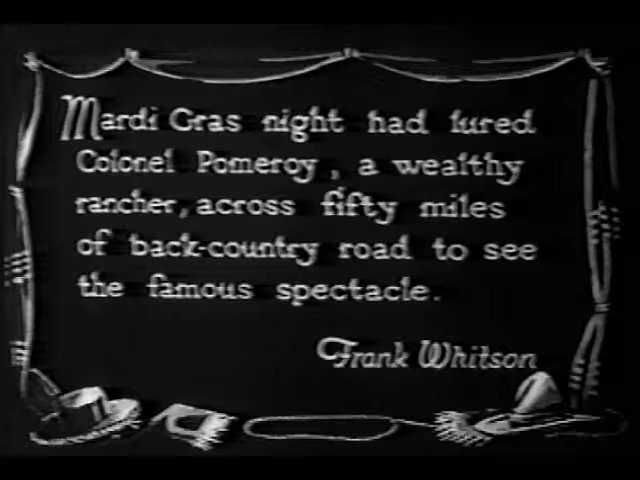 Mardi Gras night had lured
Colonel Pomeroy, a wealthy
rancher, across fifty miles
of back-country road to see
the famous spectacle.
Frank Whitson